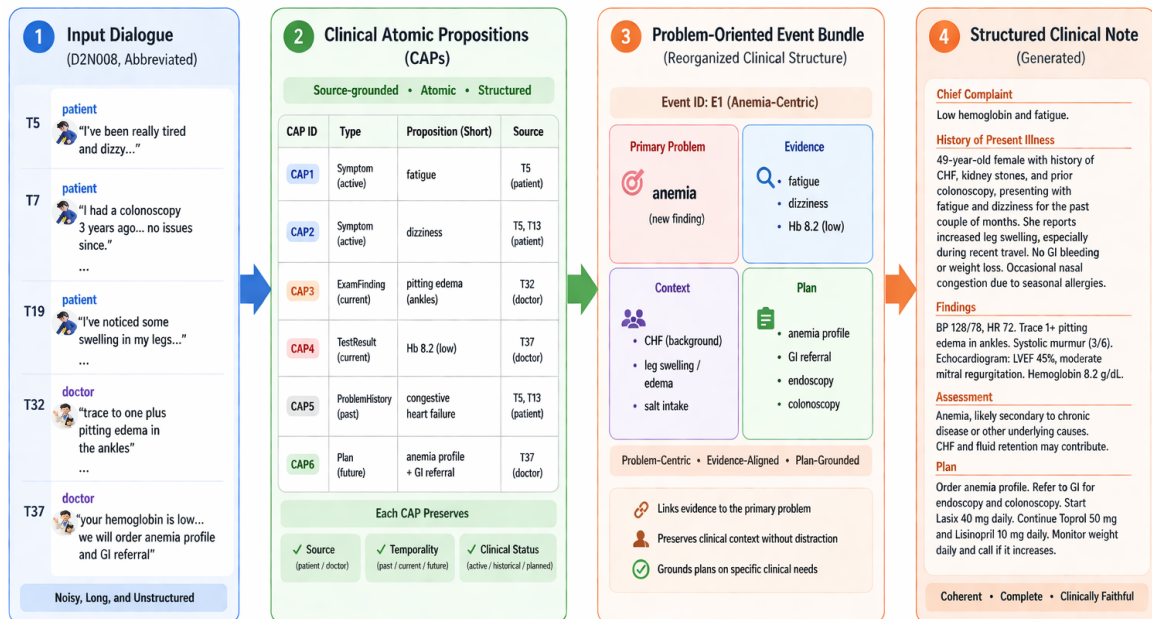 1
Input Dialogue
(D2N008, Abbreviated)
T5
patient
“I’ve been really tired
and dizzy...”
T7
patient
“I had a colonoscopy
3 years ago... no issues
since.”
...
T19
patient
“I’ve noticed some
swelling in my legs...”
...
T32
doctor
“trace to one plus
pitting edema in
the ankles”
...
T37
doctor
“your hemoglobin is low...
we will order anemia profile
and GI referral”
Noisy, Long, and Unstructured
2
Clinical Atomic Propositions
(CAPs)
Source-grounded • Atomic • Structured
CAP ID Type Proposition (Short) Source
CAP1 Symptom (active) fatigue T5 (patient)
CAP2 Symptom (active) dizziness T5, T13 (patient)
CAP3 ExamFinding (current) pitting edema (ankles) T32 (doctor)
CAP4 TestResult (current) Hb 8.2 (low) T37 (doctor)
CAP5 ProblemHistory (past) congestive heart failure T5, T13 (patient)
CAP6 Plan (future) anemia profile + GI referral T37 (doctor)
Each CAP Preserves
✓ Source
(patient / doctor)
✓ Temporality
(past / current / future)
✓ Clinical Status
(active / historical / planned)
3
Problem-Oriented Event Bundle
(Reorganized Clinical Structure)
Event ID: E1 (Anemia-Centric)
Primary Problem
anemia
(new finding)
Evidence
• fatigue
• dizziness
• Hb 8.2 (low)
Context
• CHF (background)
• leg swelling /
edema
• salt intake
Plan
• anemia profile
• GI referral
• endoscopy
• colonoscopy
Problem-Centric • Evidence-Aligned • Plan-Grounded
Links evidence to the primary problem
Preserves clinical context without distraction
Grounds plans on specific clinical needs
4
Structured Clinical Note
(Generated)
Chief Complaint
Low hemoglobin and fatigue.
History of Present Illness
49-year-old female with history of
CHF, kidney stones, and prior
colonoscopy, presenting with
fatigue and dizziness for the past
couple of months. She reports
increased leg swelling, especially
during recent travel. No GI bleeding
or weight loss. Occasional nasal
congestion due to seasonal allergies.
Findings
BP 128/78, HR 72. Trace 1+ pitting
edema in ankles. Systolic murmur (3/6).
Echocardiogram: LVEF 45%, moderate
mitral regurgitation. Hemoglobin 8.2 g/dL.
Assessment
Anemia, likely secondary to chronic
disease or other underlying causes.
CHF and fluid retention may contribute.
Plan
Order anemia profile. Refer to GI for
endoscopy and colonoscopy. Start
Lasix 40 mg daily. Continue Toprol 50 mg
and Lisinopril 10 mg daily. Monitor weight
daily and call if it increases.
Coherent • Complete • Clinically Faithful